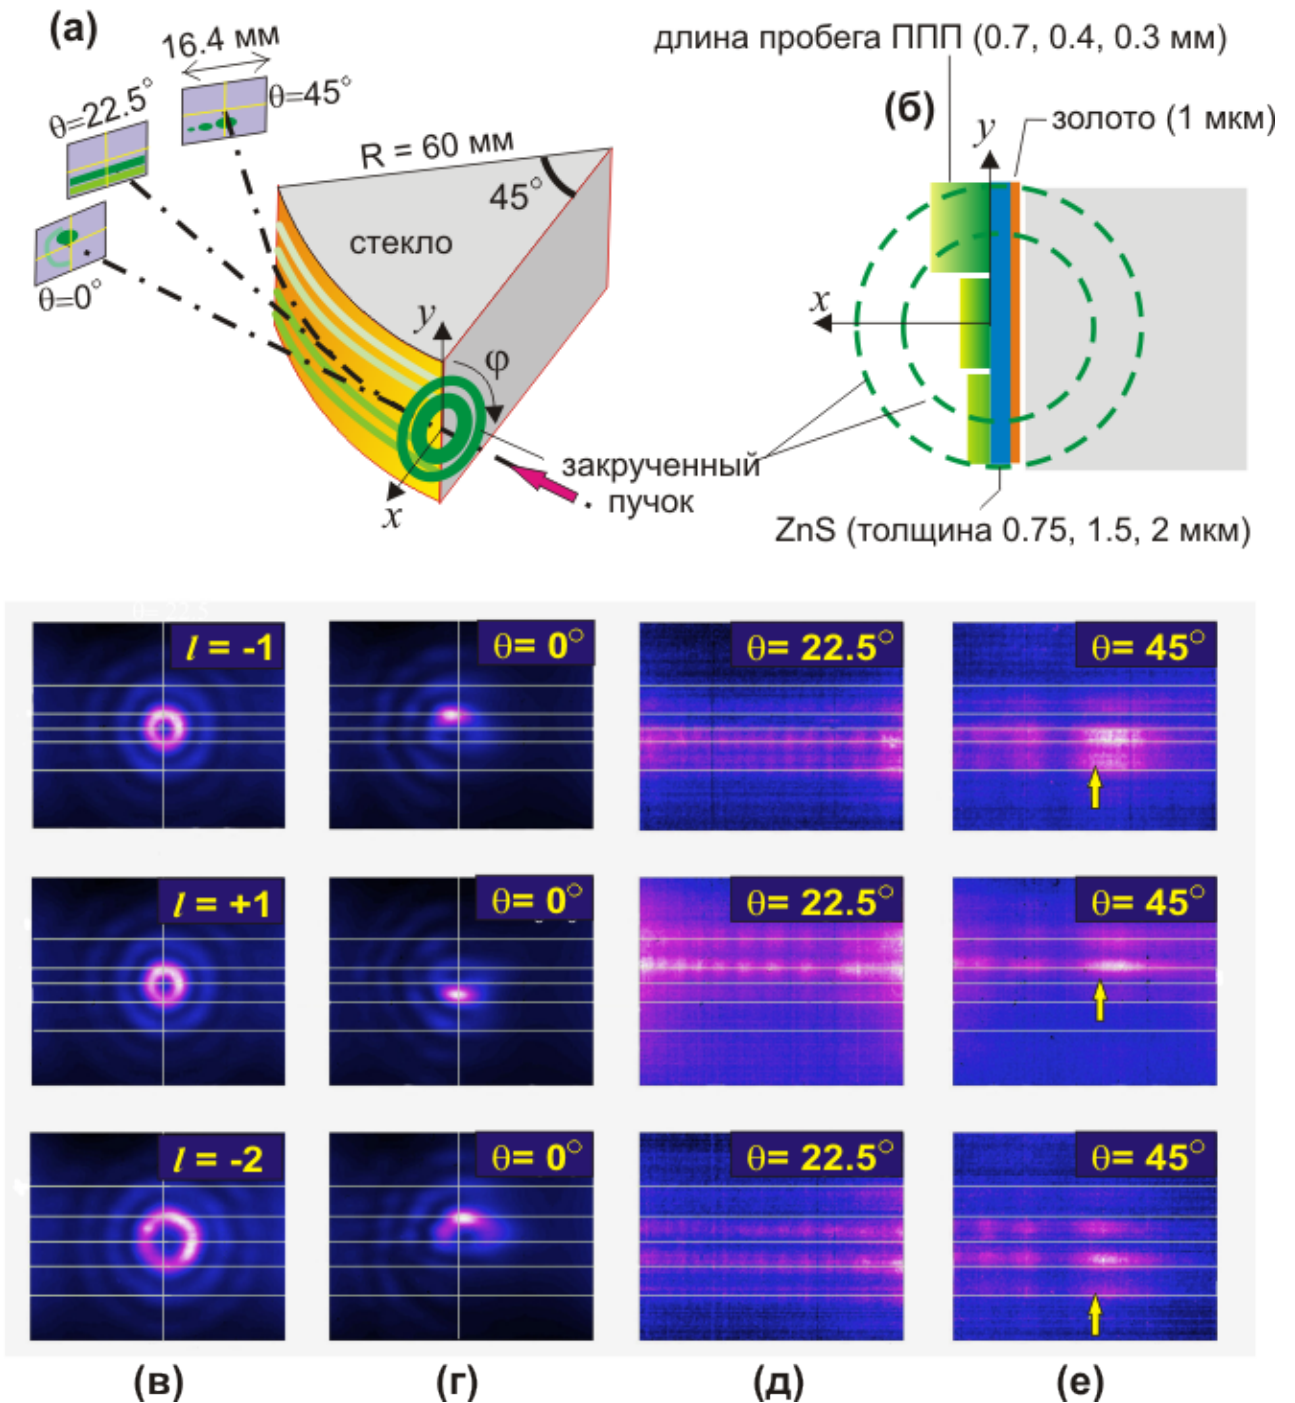 (а)
16.4 мм
θ=22.5°
θ=45°
θ=0°
R = 60 мм
45°
стекло
y
φ
x
закрученный
пучок
длина пробега ППП (0.7, 0.4, 0.3 мм)
(б)
y
золото (1 мкм)
x
ZnS (толщина 0.75, 1.5, 2 мкм)
l = -1
θ= 0°
θ= 22.5°
θ= 45°
l = +1
θ= 0°
θ= 22.5°
θ= 45°
l = -2
θ= 0°
θ= 22.5°
θ= 45°
(в)
(г)
(д)
(е)